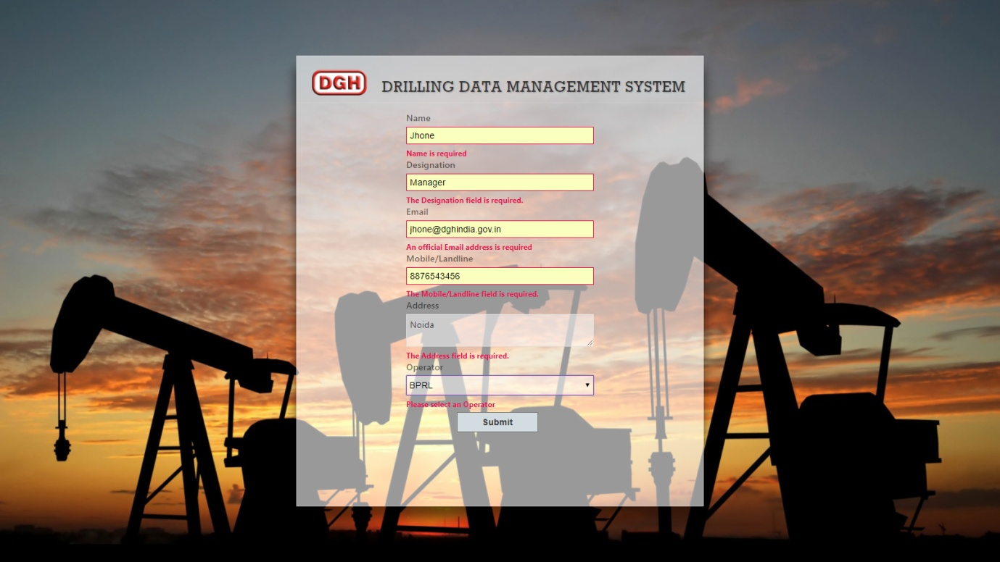 DGH
DRILLING DATA MANAGEMENT SYSTEM
Name
Jhone
Name is required
Designation
Manager
The Designation field is required.
Email
jhone@dghindia.gov.in
An official Email address is required
Mobile/Landline
8876543456
The Mobile/Landline field is required.
Address
Noida
The Address field is required.
Operator
BPRL
Please select an Operator
Submit